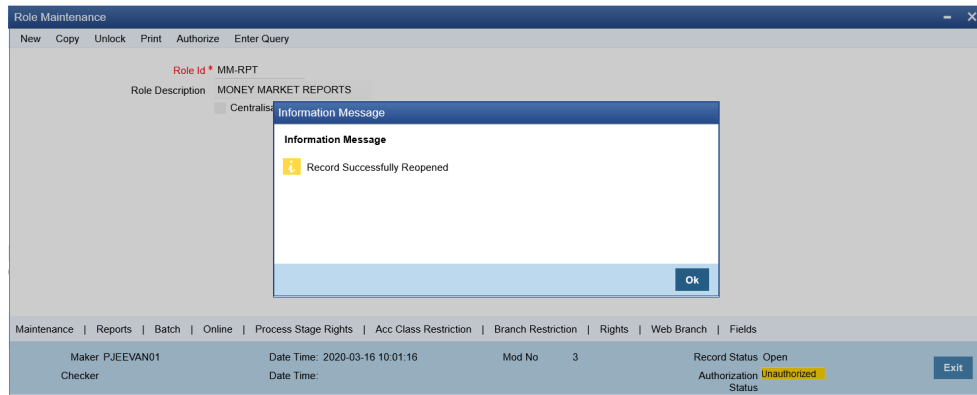 Role Maintenance
New Copy Unlock Print Authorize Enter Query
Role Id * MM-RPT
Role Description MONEY MARKET REPORTS
Centralisa
Information Message
Information Message
Record Successfully Reopened
Ok
Maintenance | Reports | Batch | Online | Process Stage Rights | Acc Class Restriction | Branch Restriction | Rights | Web Branch | Fields
Maker PJEEVAN01 Date Time: 2020-03-16 10:01:16 Mod No 3 Record Status Open
Checker Date Time: Authorization Unauthorized
Status
Exit